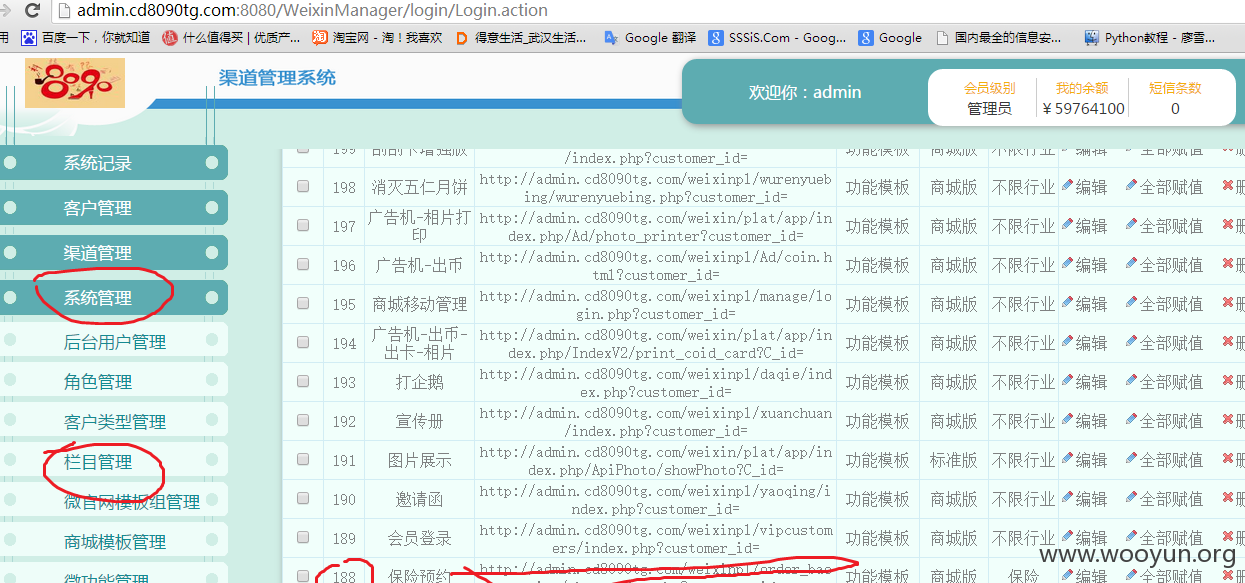 admin.cd8090tg.com:8080/WeixinManager/login/Login.action
用 百度一下，你就知道 什么值得买 | 优质产... 淘宝网 - 淘！我喜欢 得意生活_武汉生活... Google 翻译 SSSiS.Com - Goog... Google 国内最全的信息安... Python教程 - 廖雪...
8090
渠道管理系统
欢迎你：admin
会员级别 我的余额 短信条数
管理员 ￥59764100 0
系统记录
客户管理
渠道管理
系统管理
后台用户管理
角色管理
客户类型管理
栏目管理
微官网模板组管理
商城模板管理
微功能管理
199 刮刮卡增强版 /index.php?customer_id= 功能模板 商城版 不限行业 编辑 全部赋值
198 消灭五仁月饼 http://admin.cd8090tg.com/weixinpl/wurenyueb
ing/wurenyuebing.php?customer_id= 功能模板 商城版 不限行业 编辑 全部赋值
197 广告机-相片打
印 http://admin.cd8090tg.com/weixin/plat/app/in
dex.php/Ad/photo_printer?customer_id= 功能模板 商城版 不限行业 编辑 全部赋值
196 广告机-出币 http://admin.cd8090tg.com/weixinpl/Ad/coin.h
tml?customer_id= 功能模板 商城版 不限行业 编辑 全部赋值
195 商城移动管理 http://admin.cd8090tg.com/weixinpl/manage/lo
gin.php?customer_id= 功能模板 商城版 不限行业 编辑 全部赋值
194 广告机-出币-
出卡-相片 http://admin.cd8090tg.com/weixin/plat/app/in
dex.php/IndexV2/print_coid_card?C_id= 功能模板 商城版 不限行业 编辑 全部赋值
193 打企鹅 http://admin.cd8090tg.com/weixinpl/daqie/ind
ex.php?customer_id= 功能模板 商城版 不限行业 编辑 全部赋值
192 宣传册 http://admin.cd8090tg.com/weixinpl/xuanchuan
/index.php?customer_id= 功能模板 商城版 不限行业 编辑 全部赋值
191 图片展示 http://admin.cd8090tg.com/weixin/plat/app/in
dex.php/ApiPhoto/showPhoto?C_id= 功能模板 标准版 不限行业 编辑 全部赋值
190 邀请函 http://admin.cd8090tg.com/weixinpl/yaoqing/i
ndex.php?customer_id= 功能模板 商城版 不限行业 编辑 全部赋值
189 会员登录 http://admin.cd8090tg.com/weixinpl/vipcustom
ers/index.php?customer_id= 功能模板 商城版 不限行业 编辑 全部赋值
188 保险预约 http://admin.cd8090tg.com/weixinpl/order_bao
功能模板 商城版 保险 编辑 全部赋值
www.wooyun.org